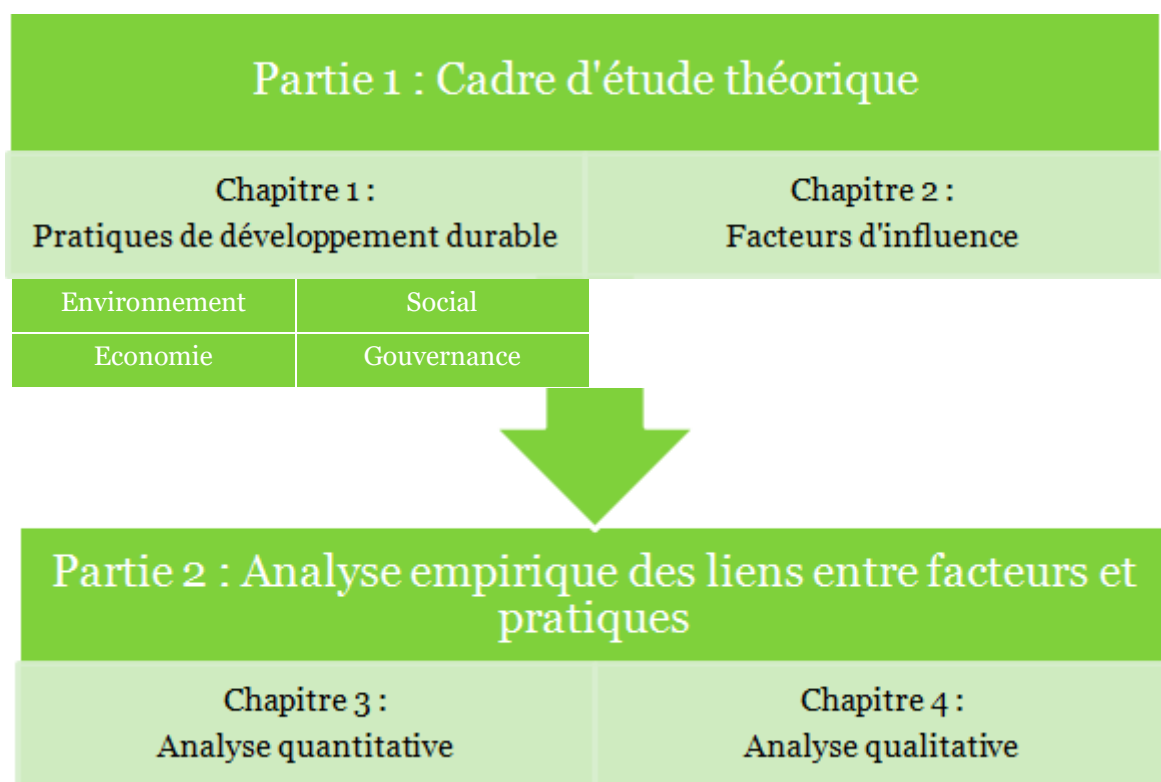 Partie 1 : Cadre d'étude théorique
Chapitre 1 :
Pratiques de développement durable
Chapitre 2 :
Facteurs d'influence
Environnement
Social
Economie
Gouvernance
Partie 2 : Analyse empirique des liens entre facteurs et
pratiques
Chapitre 3 :
Analyse quantitative
Chapitre 4 :
Analyse qualitative